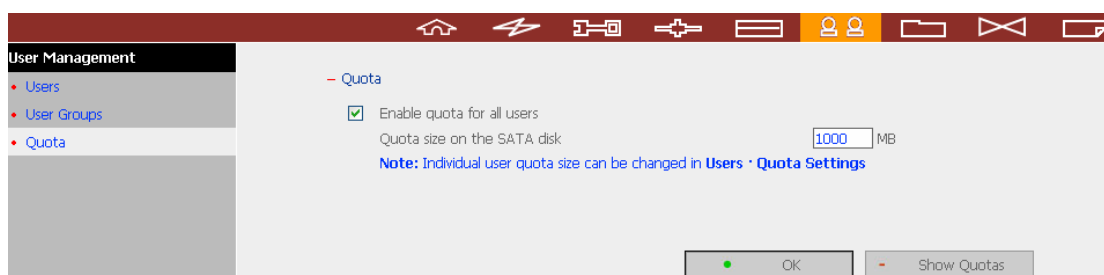 User Management
Users
User Groups
Quota
– Quota
Enable quota for all users
Quota size on the SATA disk 1000 MB
Note: Individual user quota size can be changed in Users · Quota Settings
OK
Show Quotas